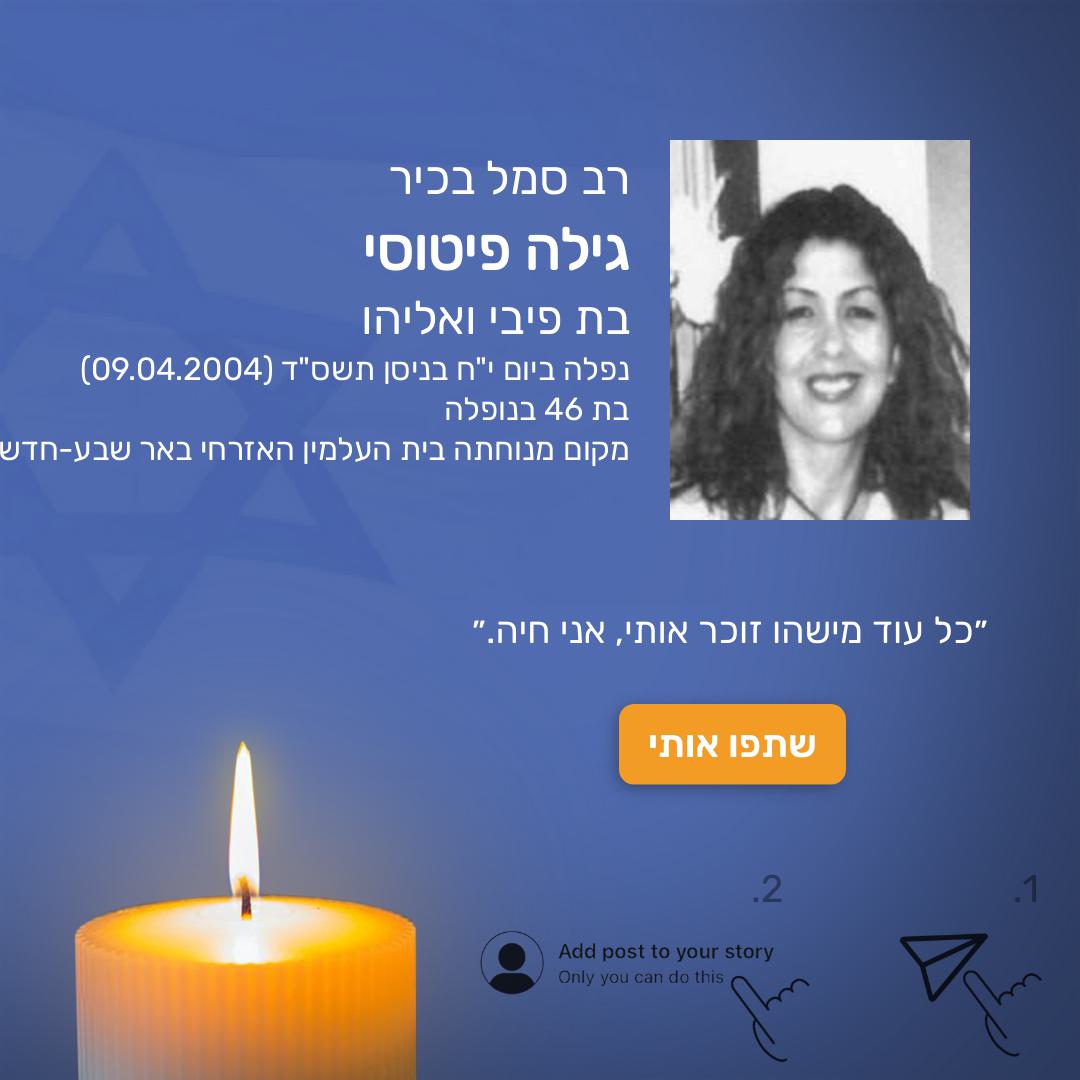 רב סמל בכיר
גילה פיטוסי
בת פיבי ואליהו
נפלה ביום י"ח בניסן תשס"ד (09.04.2004)
בת 46 בנופלה
מקום מנוחתה בית העלמין האזרחי באר שבע-חדש
״כל עוד מישהו זוכר אותי, אני חיה.״
שתפו אותי
1.
2.
Add post to your story
Only you can do this